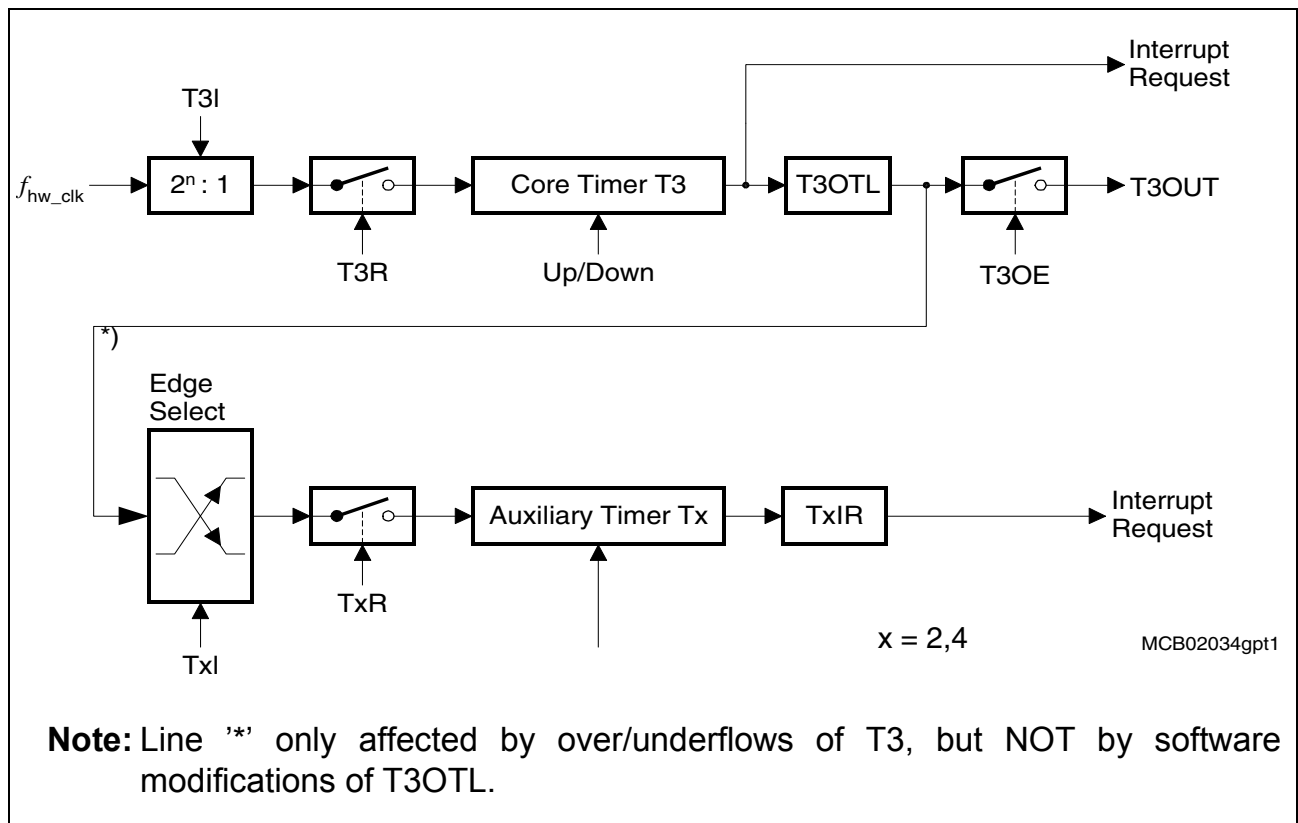 Interrupt
Request
T3I
fhw_clk
2ⁿ : 1
Core Timer T3
T3OTL
T3OUT
T3R
Up/Down
T3OE
*)
Edge
Select
Auxiliary Timer Tx
TxIR
Interrupt
Request
TxR
TxI
x = 2,4
MCB02034gpt1
Note: Line ’*’ only affected by over/underflows of T3, but NOT by software
modifications of T3OTL.